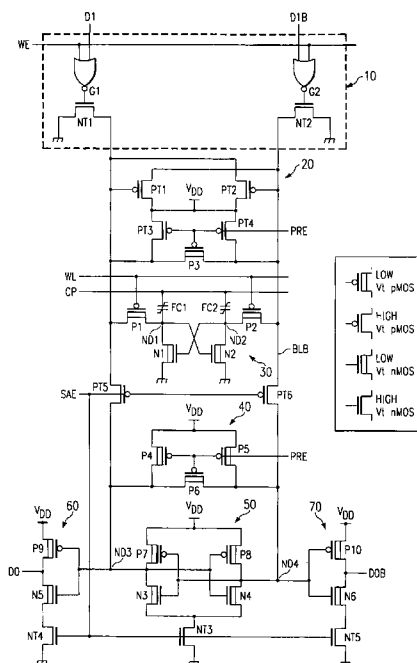 D1 D1B
WE
G1 G2 10
NT1 NT2
20
PT1 PT2
VDD
PT3 PT4
PRE
P3
WL
CP
FC1 FC2
P1 P2
ND1 ND2
N1 N2
BLB
30
LOW
Vt pMOS
HIGH
Vt pMOS
LOW
Vt nMOS
HIGH
Vt nMOS
PT5 PT6
SAE
40
VDD
P4 P5
PRE
P6
VDD 60
VDD 50
70 VDD
P9 P7 P8 P10
ND3 ND4
DO DOB
N5 N3 N4 N6
NT4 NT3 NT5